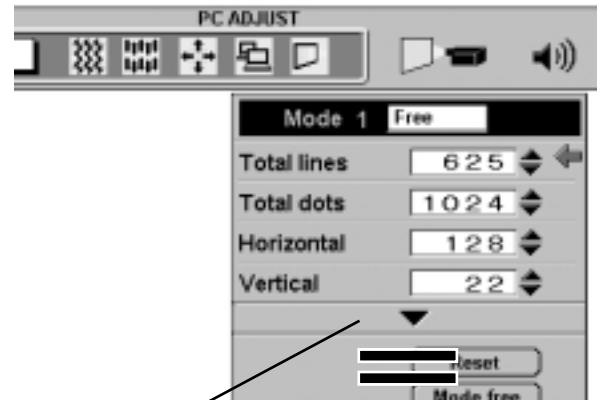 PC ADJUST
Mode 1 Free
Total lines 625
Total dots 1024
Horizontal 128
Vertical 22
Reset
Mode free